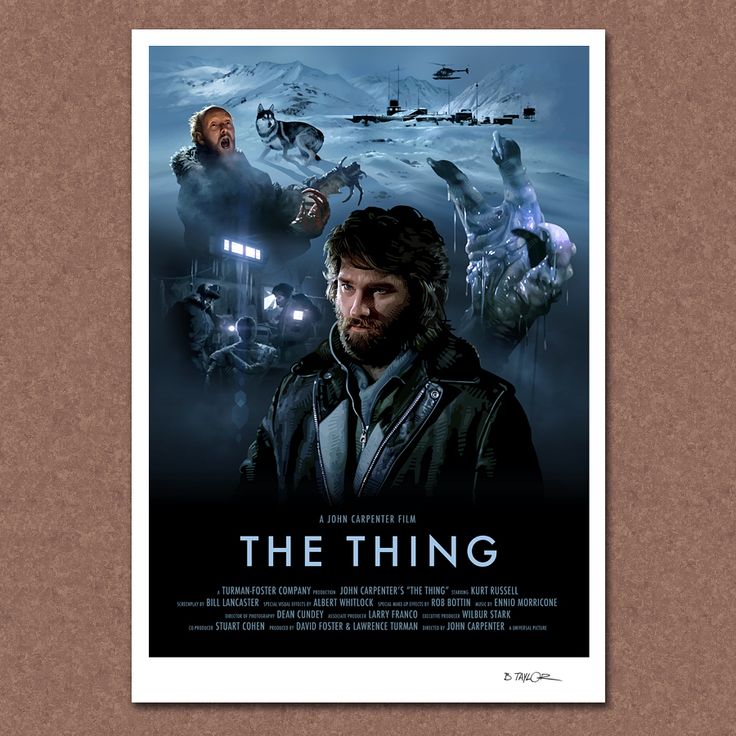 A JOHN CARPENTER FILM
THE THING
A TURMAN-FOSTER COMPANY PRODUCTION JOHN CARPENTER'S "THE THING" STARRING KURT RUSSELL
SCREENPLAY BY BILL LANCASTER SPECIAL VISUAL EFFECTS BY ALBERT WHITLOCK SPECIAL MAKE-UP EFFECTS BY ROB BOTTIN MUSIC BY ENNIO MORRICONE
DIRECTOR OF PHOTOGRAPHY DEAN CUNDEY ASSOCIATE PRODUCER LARRY FRANCO EXECUTIVE PRODUCER WILBUR STARK
CO-PRODUCER STUART COHEN PRODUCED BY DAVID FOSTER & LAWRENCE TURMAN DIRECTED BY JOHN CARPENTER A UNIVERSAL PICTURE
B TAYLOR